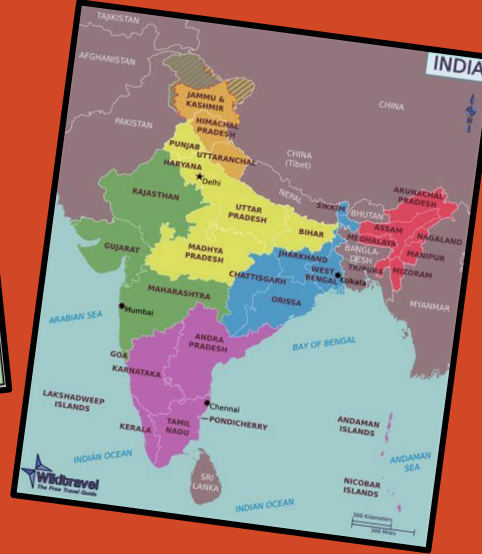 TAJIKISTAN
AFGHANISTAN
INDIA
JAMMU &
KASHMIR
CHINA
PAKISTAN
HIMACHAL
PRADESH
PUNJAB
UTTARANCHAL
CHINA
(Tibet)
HARYANA
Delhi
NEPAL
ARUNACHAL
PRADESH
RAJASTHAN
SIKKIM
BHUTAN
UTTAR
PRADESH
ASSAM
NAGALAND
BIHAR
MEGHALAYA
GUJARAT
MADHYA
PRADESH
JHARKHAND
BANGLA-
DESH
MANIPUR
CHATTISGARH
WEST
BENGAL
Kolkata
TRIPURA
MIZORAM
MAHARASHTRA
ORISSA
MYANMAR
Mumbai
ARABIAN SEA
ANDRA
PRADESH
BAY OF BENGAL
GOA
KARNATAKA
LAKSHADWEEP
ISLANDS
Chennai
PONDICHERRY
KERALA
TAMIL
NADU
ANDAMAN
ISLANDS
INDIAN OCEAN
ANDAMAN
SEA
Wikitravel
The Free Travel Guide
SRI
LANKA
NICOBAR
ISLANDS
INDIAN OCEAN
300 Kilometers
300 Miles